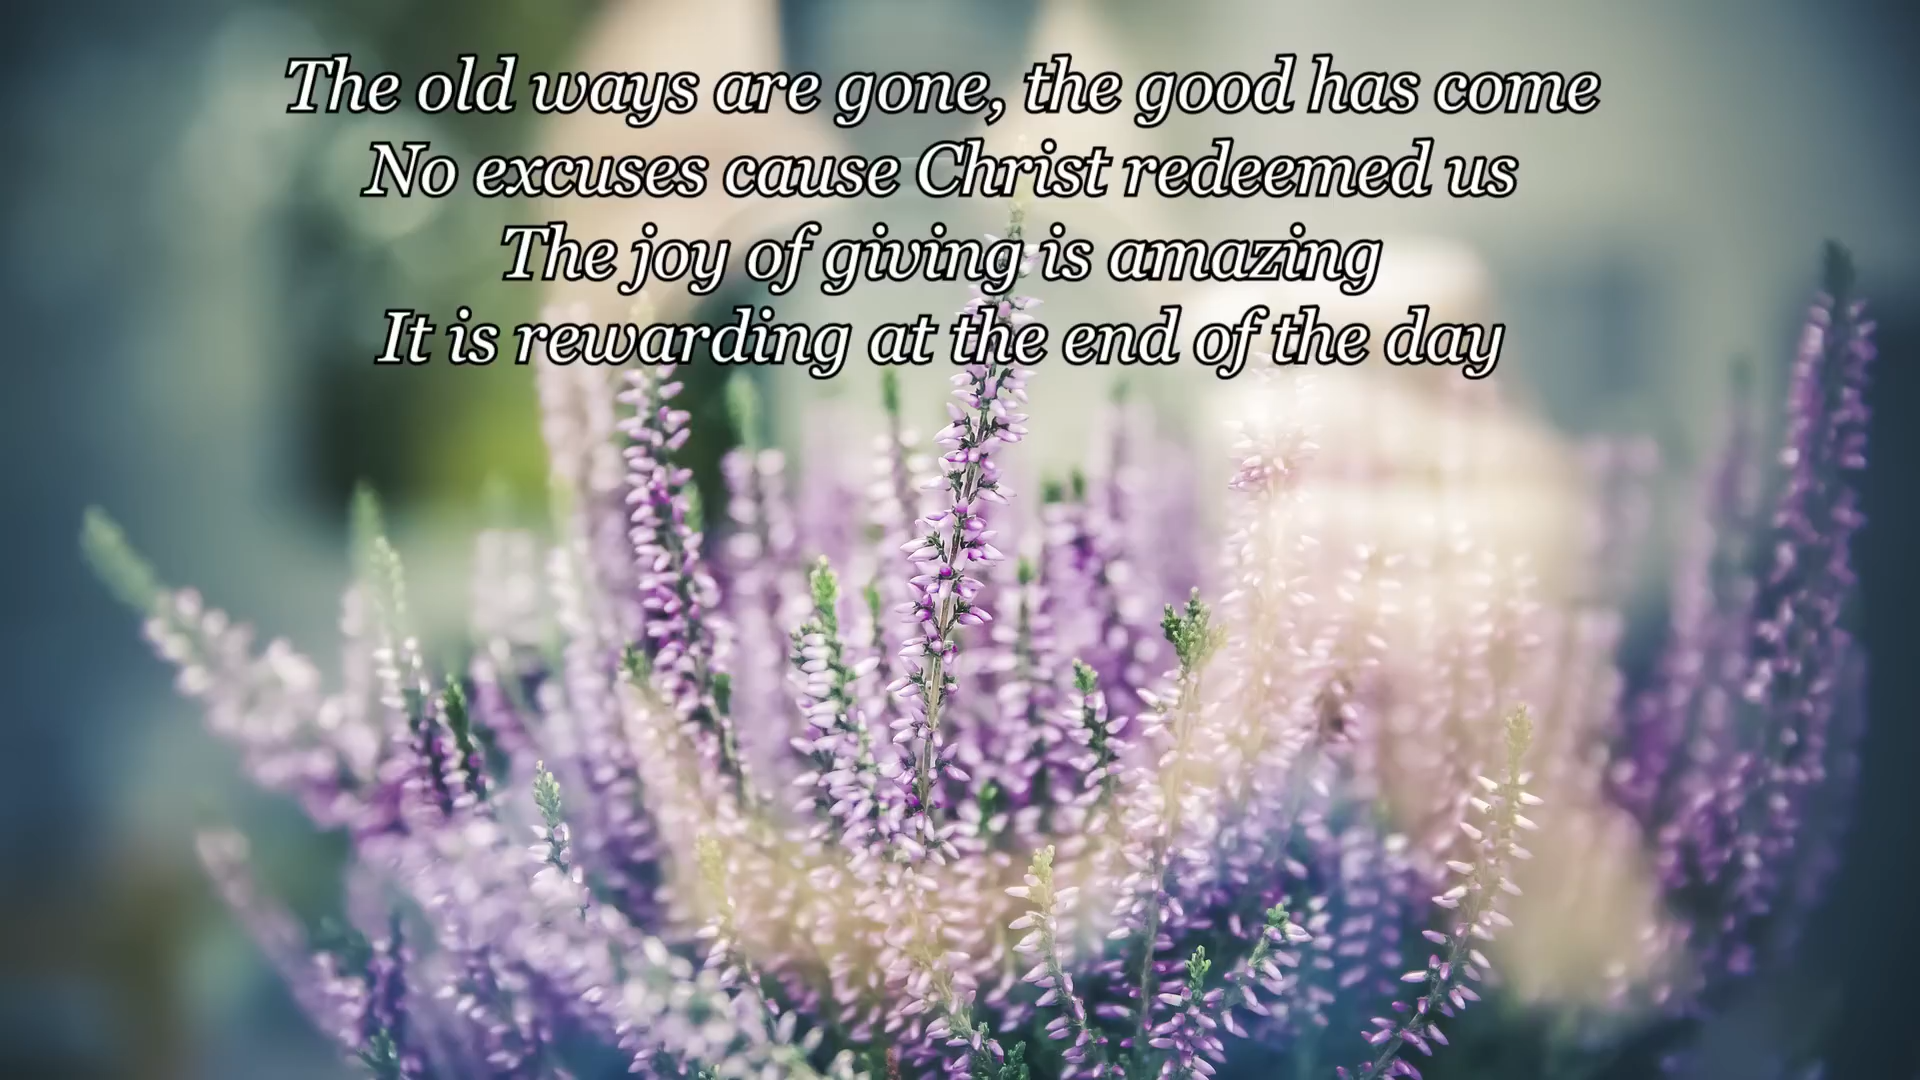 The old ways are gone, the good has come
No excuses cause Christ redeemed us
The joy of giving is amazing
It is rewarding at the end of the day